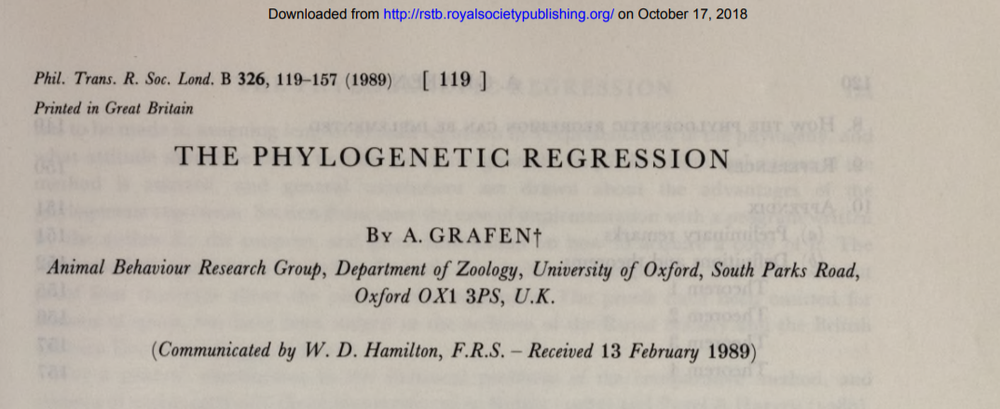 Downloaded from http://rstb.royalsocietypublishing.org/ on October 17, 2018
Phil. Trans. R. Soc. Lond. B 326, 119–157 (1989) [ 119 ]
Printed in Great Britain
THE PHYLOGENETIC REGRESSION
By A. GRAFEN†
Animal Behaviour Research Group, Department of Zoology, University of Oxford, South Parks Road,
Oxford OX1 3PS, U.K.
(Communicated by W. D. Hamilton, F.R.S. – Received 13 February 1989)